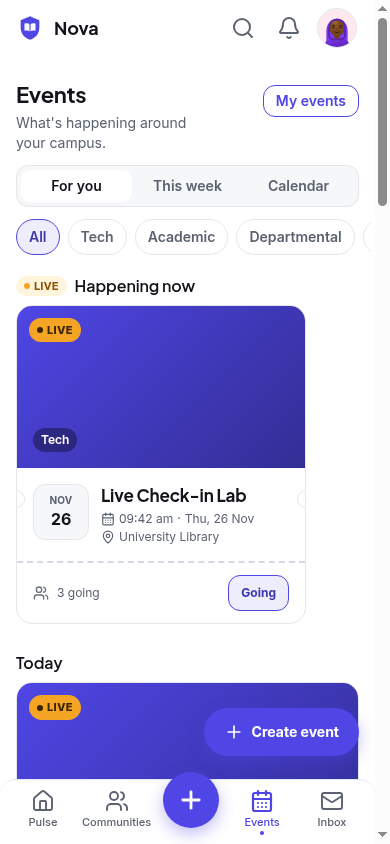 Nova
Events
My events
What's happening around
your campus.
For you
This week
Calendar
All
Tech
Academic
Departmental
LIVE
Happening now
LIVE
Tech
NOV
26
Live Check-in Lab
09:42 am · Thu, 26 Nov
University Library
3 going
Going
Today
LIVE
Create event
Pulse
Communities
Events
Inbox